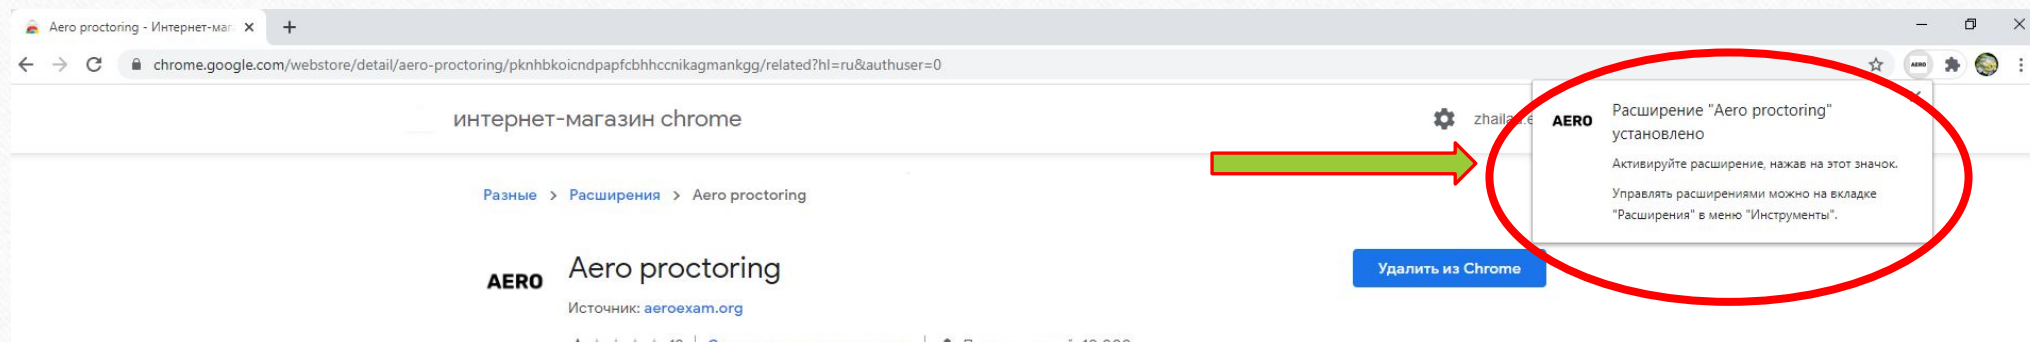 Aero proctoring - Интернет-маг
chrome.google.com/webstore/detail/aero-proctoring/pknhbkoicndpapfcbhhccnikagmankgg/related?hl=ru&authuser=0
AERO
интернет-магазин chrome
AERO
Расширение "Aero proctoring"
установлено
Активируйте расширение, нажав на этот значок.
Управлять расширениями можно на вкладке
"Расширения" в меню "Инструменты".
Разные > Расширения > Aero proctoring
AERO
Aero proctoring
Удалить из Chrome
Источник: aeroexam.org